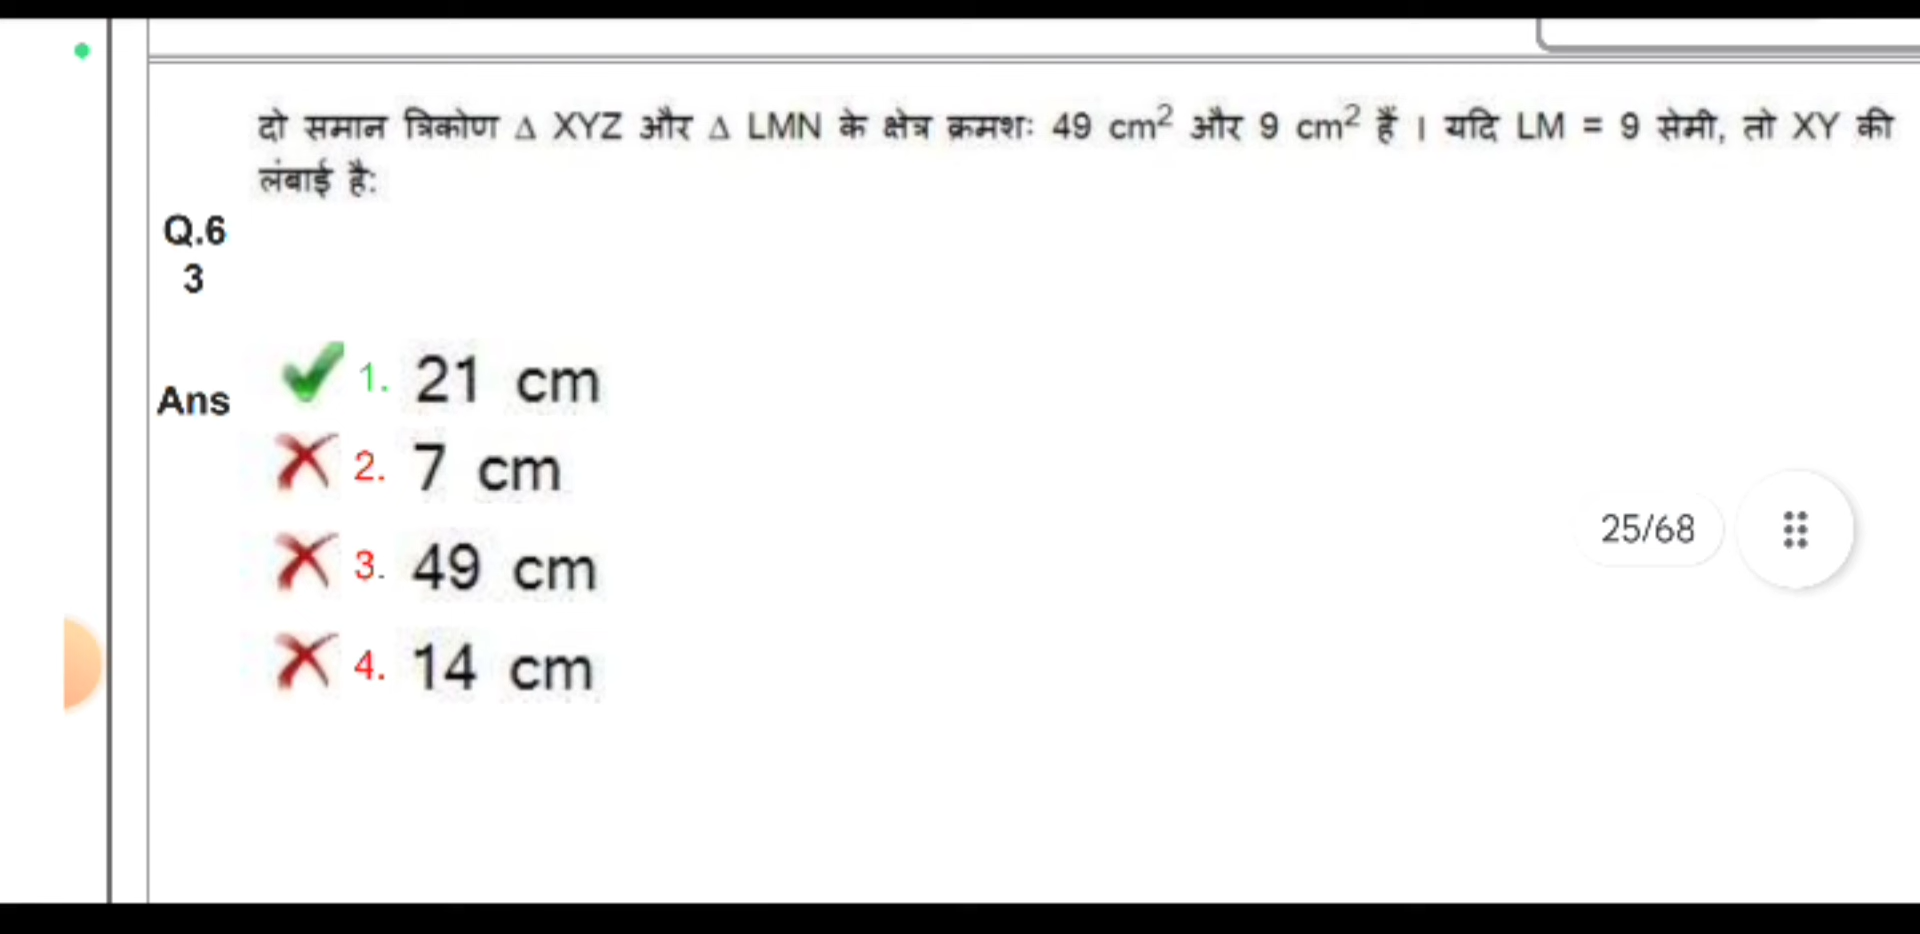 दो समान त्रिकोण Δ XYZ और Δ LMN के क्षेत्र क्रमशः 49 cm² और 9 cm² हैं । यदि LM = 9 सेमी, तो XY की
लंबाई है:
Q.6
3
Ans
1. 21 cm
2. 7 cm
3. 49 cm
4. 14 cm
25/68